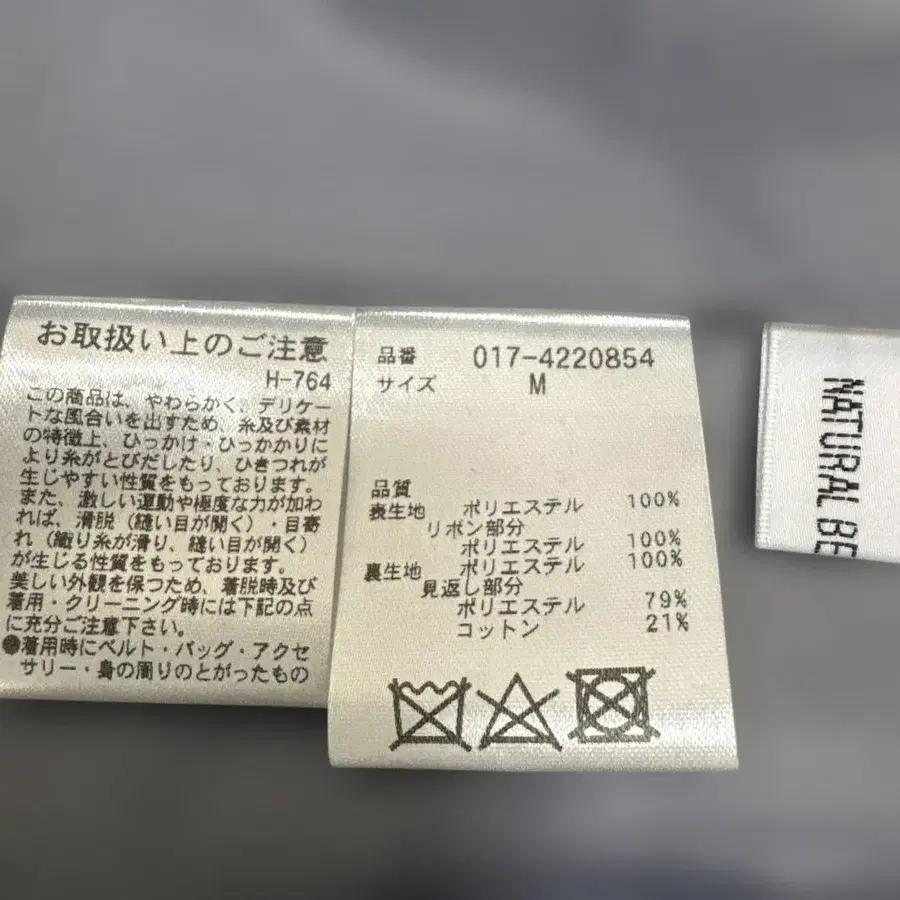 お取扱い上のご注意
H-764
この商品は、やわらかく、デリケー
トな風合いを出すため、糸及び素材
の特徴上、ひっかけ・ひっかかりに
より糸がとびだしたり、ひきつれが
生じやすい性質をもっております。
また、激しい運動や極度な力が加わ
れば、滑脱（縫い目が開く）・目寄
れ（織り糸が滑り、縫い目が開く）
が生じる性質をもっております。
美しい外観を保つため、着脱時及び
着用・クリーニング時には下記の点
に充分ご注意下さい。
●着用時にベルト・バッグ・アクセ
サリー・身の周りのとがったもの
品番 017-4220854
サイズ M
品質
表生地 ポリエステル 100%
リボン部分
ポリエステル 100%
裏生地 ポリエステル 100%
見返し部分
ポリエステル 79%
コットン 21%
NATURAL BE